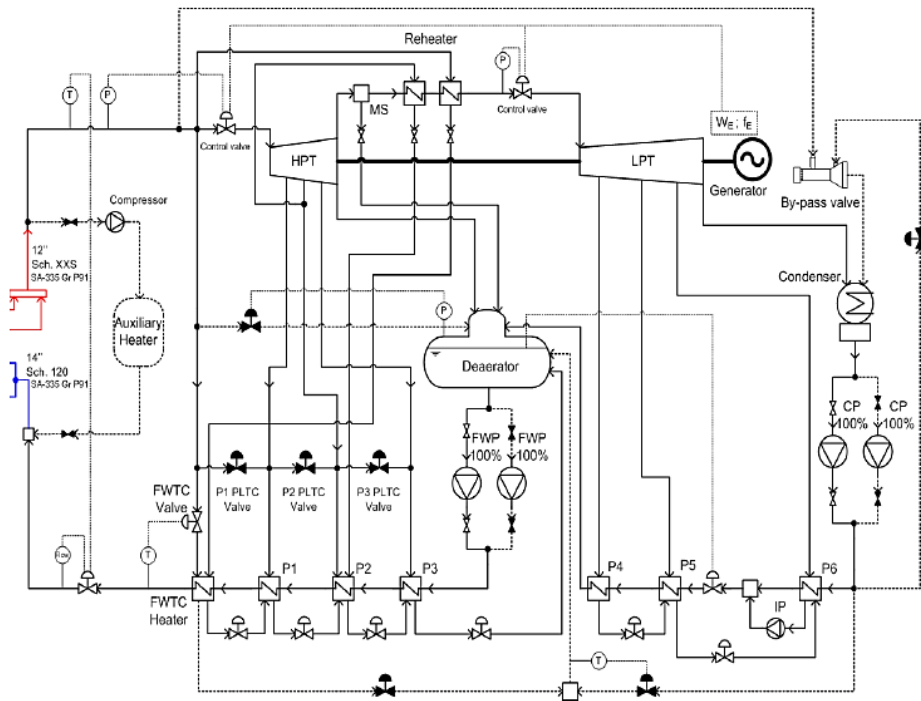 Reheater
T
P
P
Control valve
MS
Control valve
W_E ; f_E
HPT
LPT
Generator
By-pass valve
Compressor
12"
Sch. XXS
SA-335 Gr P91
Condenser
Auxiliary
Heater
P
Deaerator
14"
Sch. 120
SA-335 Gr P91
FWP
100%
FWP
100%
CP
100%
CP
100%
FWTC
Valve
P1 PLTC
Valve
P2 PLTC
Valve
P3 PLTC
Valve
T
P1
P2
P3
P4
P5
P6
FWTC
Heater
IP
T